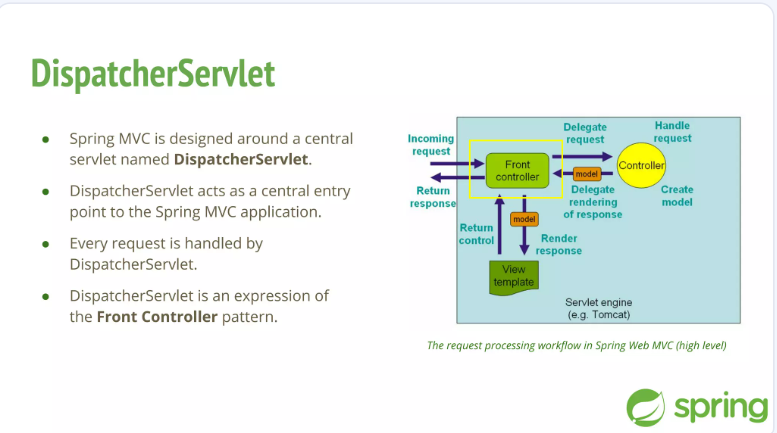 DispatcherServlet
● Spring MVC is designed around a central
servlet named DispatcherServlet.
● DispatcherServlet acts as a central entry
point to the Spring MVC application.
● Every request is handled by
DispatcherServlet.
● DispatcherServlet is an expression of
the Front Controller pattern.
Incoming
request
Return
response
Front
controller
Delegate
request
Handle
request
Controller
model
Delegate
rendering
of response
Create
model
Return
control
model
Render
response
View
template
Servlet engine
(e.g. Tomcat)
The request processing workflow in Spring Web MVC (high level)
spring